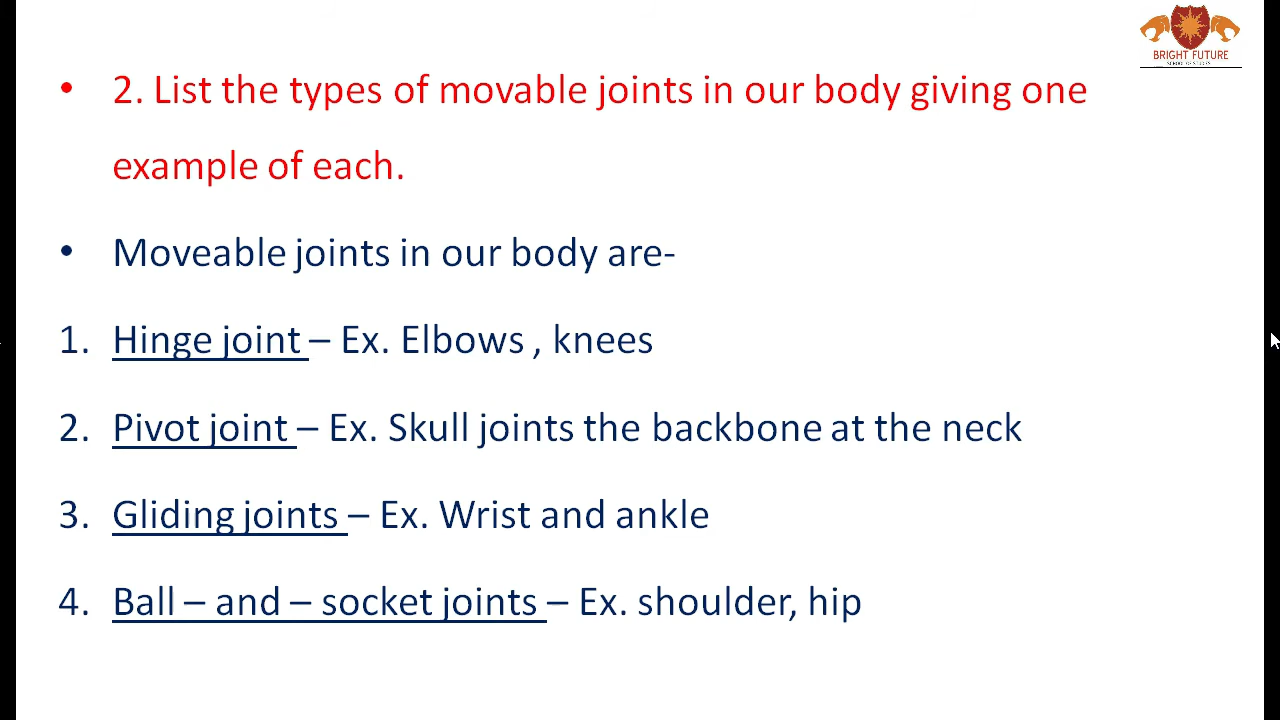 BRIGHT FUTURE
• 2. List the types of movable joints in our body giving one
example of each.
• Moveable joints in our body are-
1. Hinge joint – Ex. Elbows , knees
2. Pivot joint – Ex. Skull joints the backbone at the neck
3. Gliding joints – Ex. Wrist and ankle
4. Ball – and – socket joints – Ex. shoulder, hip